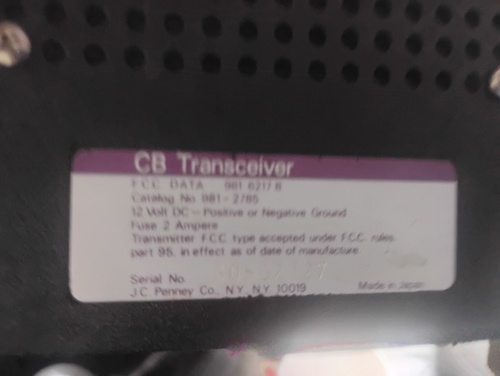 CB Transceiver
F.C.C. DATA 981 6217 B
Catalog No. 981-2785
12 Volt DC-Positive or Negative Ground
Fuse 2 Ampere
Transmitter F.C.C. type accepted under F.C.C. rules
part 95, in effect as of date of manufacture.
Serial No.
J.C. Penney Co., N.Y., N.Y. 10019 Made in Japan